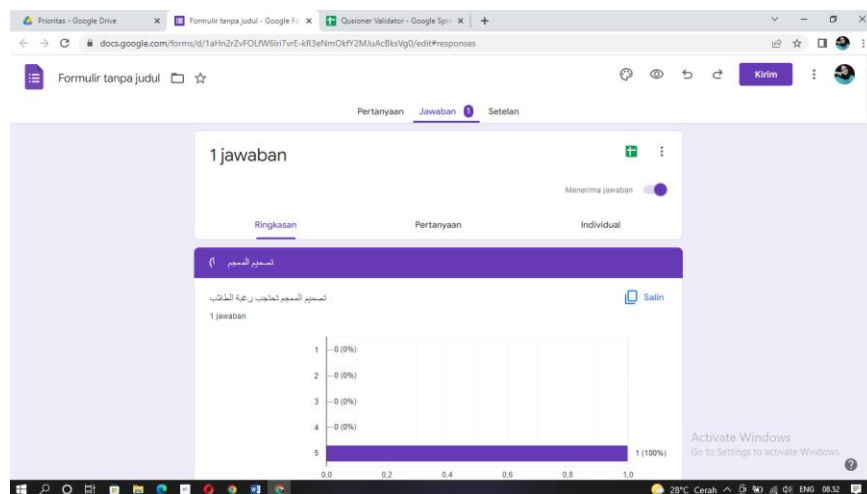 Prioritas - Google Drive
Formulir tanpa judul - Google Fo
Qusioner Validator - Google Spre
docs.google.com/forms/d/1aHn2rZvFOLfW6Iri7vrE-kR3eNmOkfY2MJuAcBksVg0/edit#responses
Formulir tanpa judul
Kirim
Pertanyaan Jawaban 1 Setelan
1 jawaban
Menerima jawaban
Ringkasan Pertanyaan Individual
أ) تصميم المعجم
تصميم المعجم تحتجب رغبة الطلاب
Salin
1 jawaban
1 0 (0%)
2 0 (0%)
3 0 (0%)
4 0 (0%)
5 1 (100%)
0,0 0,2 0,4 0,6 0,8 1,0
Activate Windows
Go to Settings to activate Windows.
28°C Cerah ENG 08.52